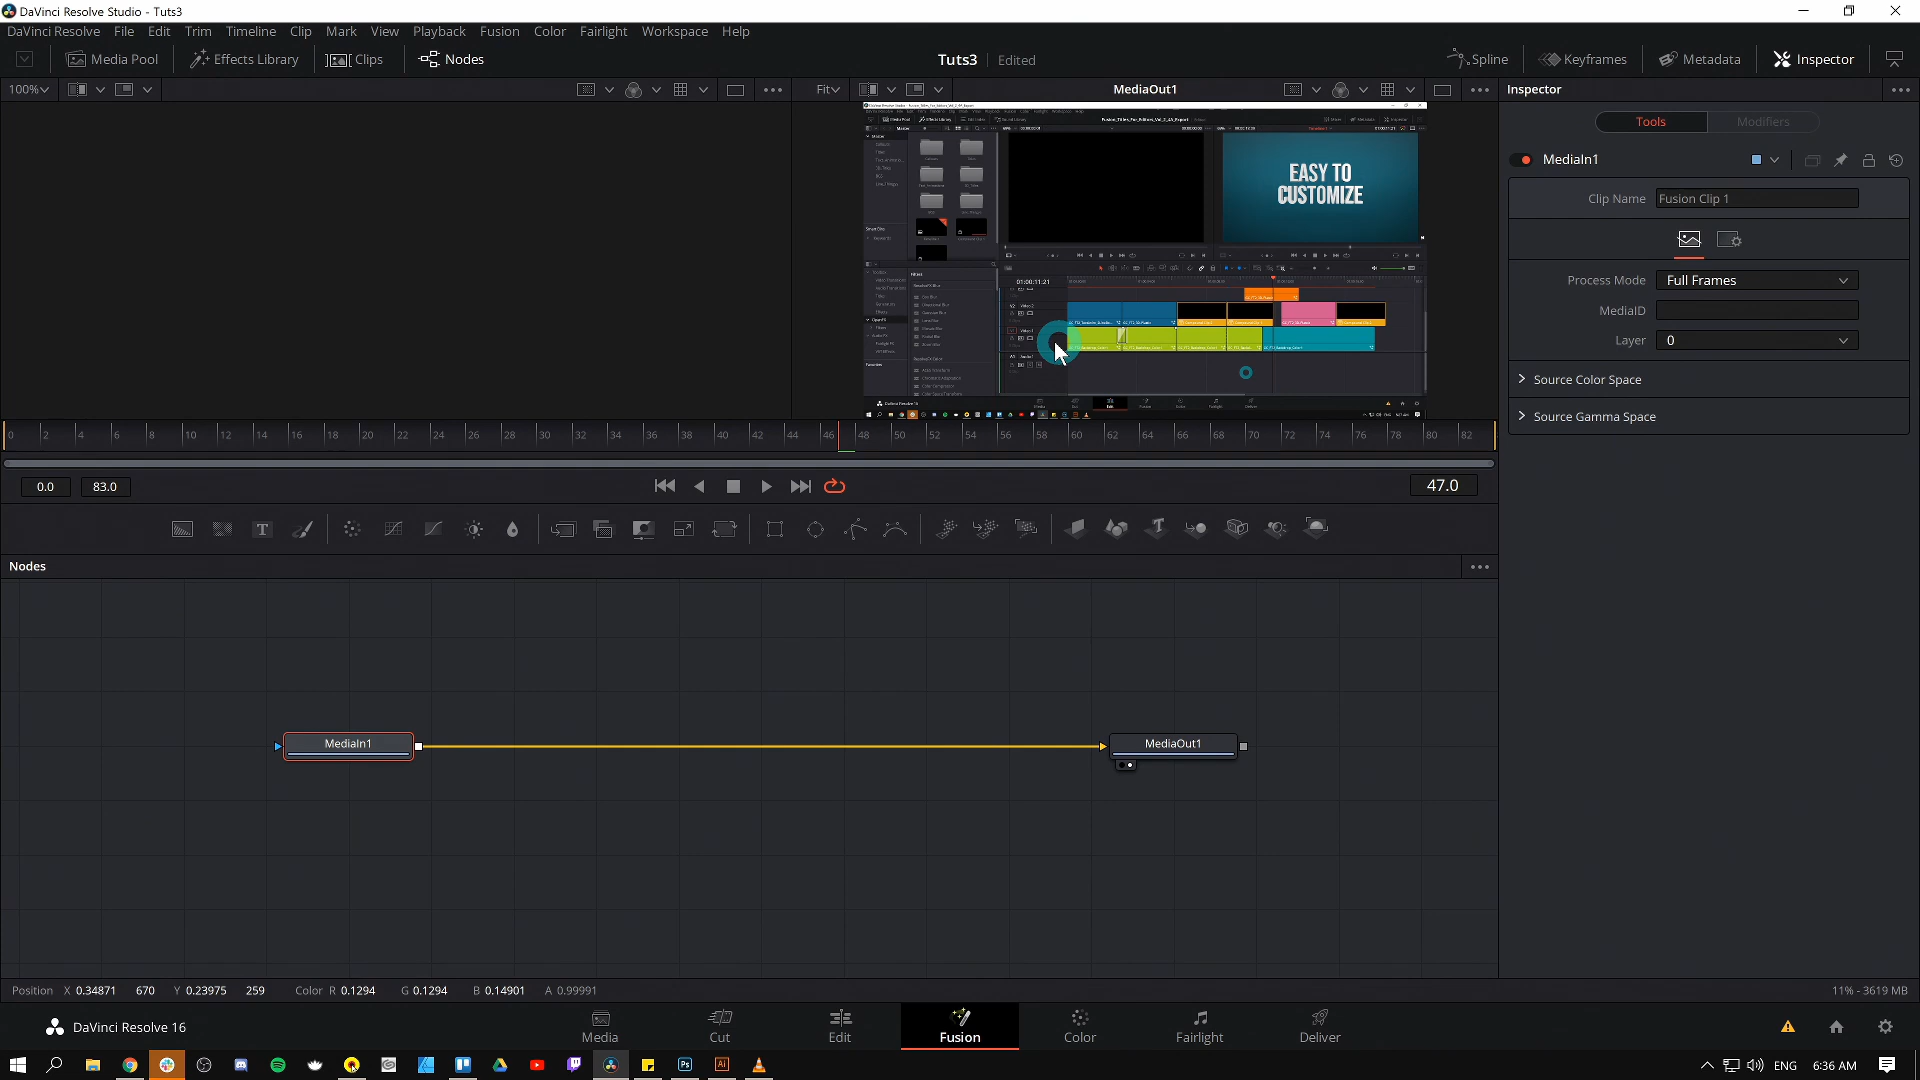 DaVinci Resolve Studio - Tuts3
DaVinci Resolve File Edit Trim Timeline Clip Mark View Playback Fusion Color Fairlight Workspace Help
Media Pool Effects Library Clips Nodes Tuts3 Edited Spline Keyframes Metadata Inspector
100% Fit MediaOut1 Inspector
Tools Modifiers
MediaIn1
Clip Name Fusion Clip 1
Process Mode Full Frames
MediaID
Layer 0
Source Color Space
Source Gamma Space
EASY TO
CUSTOMIZE
01:00:11:21
0 2 4 6 8 10 12 14 16 18 20 22 24 26 28 30 32 34 36 38 40 42 44 46 48 50 52 54 56 58 60 62 64 66 68 70 72 74 76 78 80 82
0.0 83.0 47.0
Nodes
MediaIn1 MediaOut1
Position X 0.34871 670 Y 0.23975 259 Color R 0.1294 G 0.1294 B 0.14901 A 0.99991 11% - 3619 MB
DaVinci Resolve 16 Media Cut Edit Fusion Color Fairlight Deliver
ENG 6:36 AM